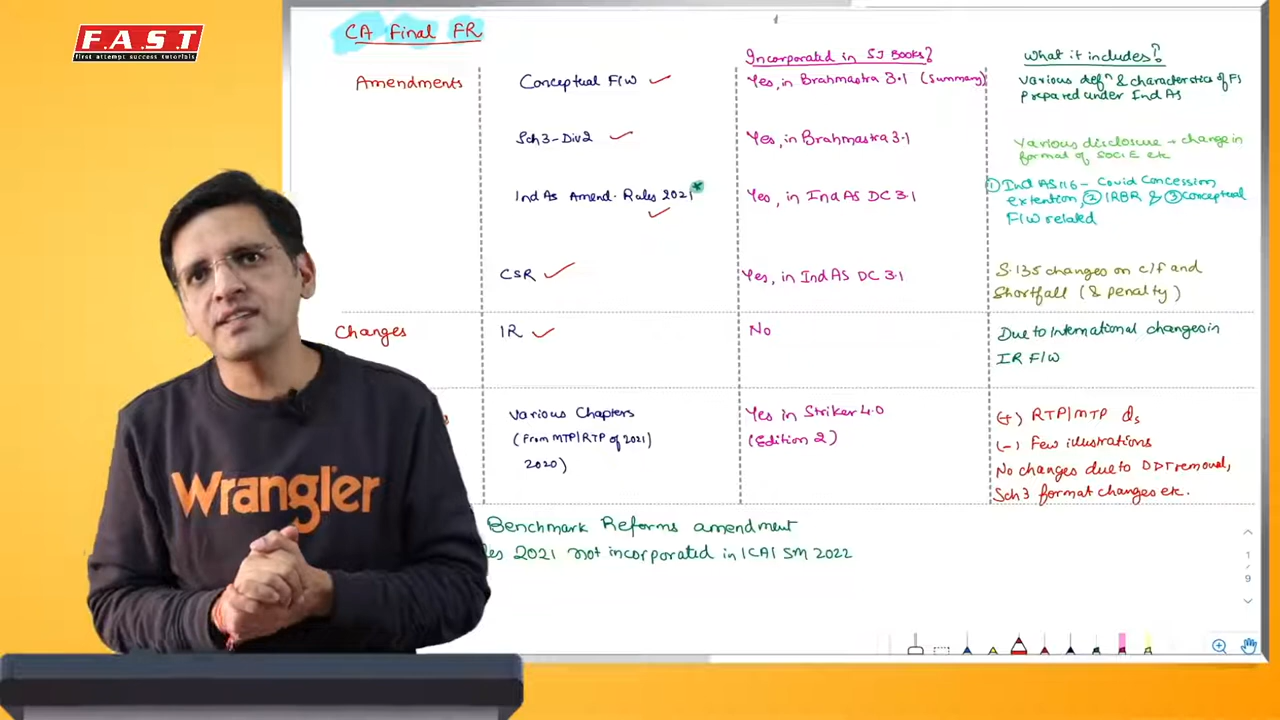 F.A.S.T
first attempt success tutorials
CA Final FR
Incorporated in SJ Books?
What it includes?
Amendments
Conceptual F/W
Yes, in Brahmastra 3.1 (Summary)
Various defn & characterstics of FS
prepared under Ind AS
Sch3-Div2
Yes, in Brahmastra 3.1
Various disclosure + change in
format of SOCIE etc
Ind As Amend. Rules 2021*
Yes, in Ind AS DC 3.1
① Ind AS 116 - Covid Concession
extention, ② IRBR & ③ Conceptual
F/W related
CSR
Yes, in Ind AS DC 3.1
S.135 changes on c/f and
Shortfall (& penalty)
Changes
IR
No
Due to International changes in
IR F/W
Various Chapters
(From MTP/RTP of 2021)
2020)
Yes in Striker 4.0
(Edition 2)
(+) RTP/MTP
(-) Few illustrations
No changes due to DDT removal,
Sch3 format changes etc.
Benchmark Reforms amendment
2021 not incorporated in ICAI SM 2022
1
/
9
Wrangler